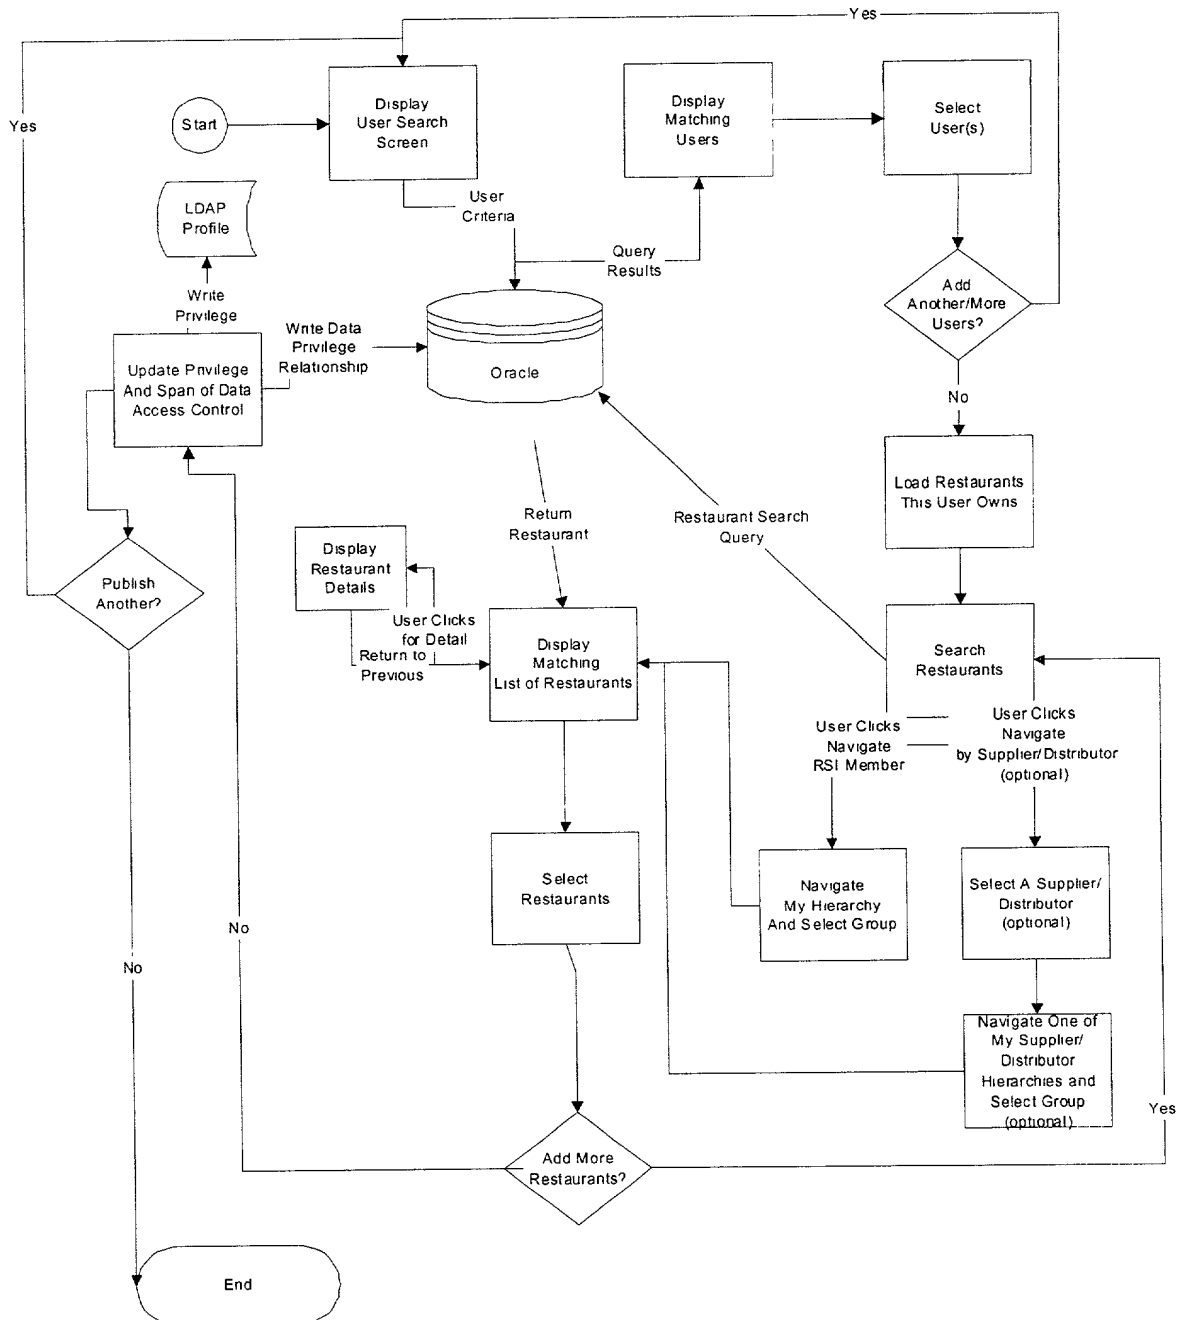 Yes
Yes
Start
Display
User Search
Screen
Display
Matching
Users
Select
User(s)
LDAP
Profile
User
Criteria
Query
Results
Write
Privilege
Write Data
Privilege
Relationship
Add
Another/More
Users?
Update Privilege
And Span of Data
Access Control
Oracle
No
Load Restaurants
This User Owns
Return
Restaurant
Restaurant Search
Query
Display
Restaurant
Details
Publish
Another?
User Clicks
for Detail
Return to
Previous
Display
Matching
List of Restaurants
Search
Restaurants
User Clicks
Navigate
RSI Member
User Clicks
Navigate
by Supplier/Distributor
(optional)
Select
Restaurants
Navigate
My Hierarchy
And Select Group
Select A Supplier/
Distributor
(optional)
No
No
Navigate One of
My Supplier/
Distributor
Hierarchies and
Select Group
(optional)
Yes
Add More
Restaurants?
End